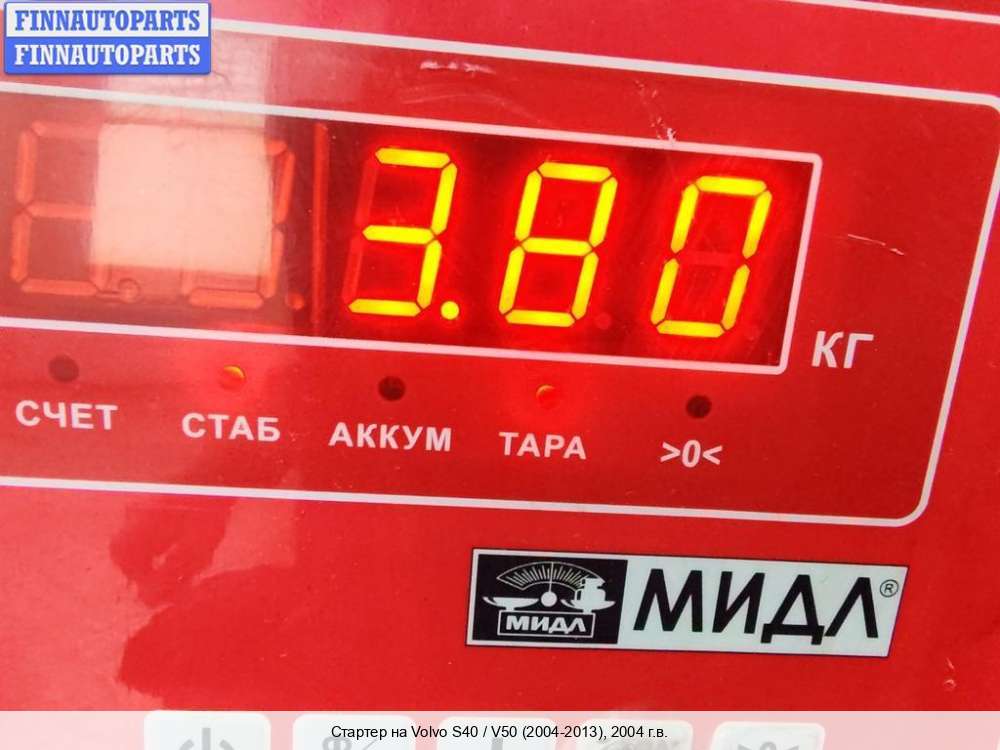 FINNAUTOPARTS
FINNAUTOPARTS
3.80
КГ
СЧЕТ СТАБ АККУМ ТАРА >0<
МИДЛ МИДЛ®
Стартер на Volvo S40 / V50 (2004-2013), 2004 г.в.